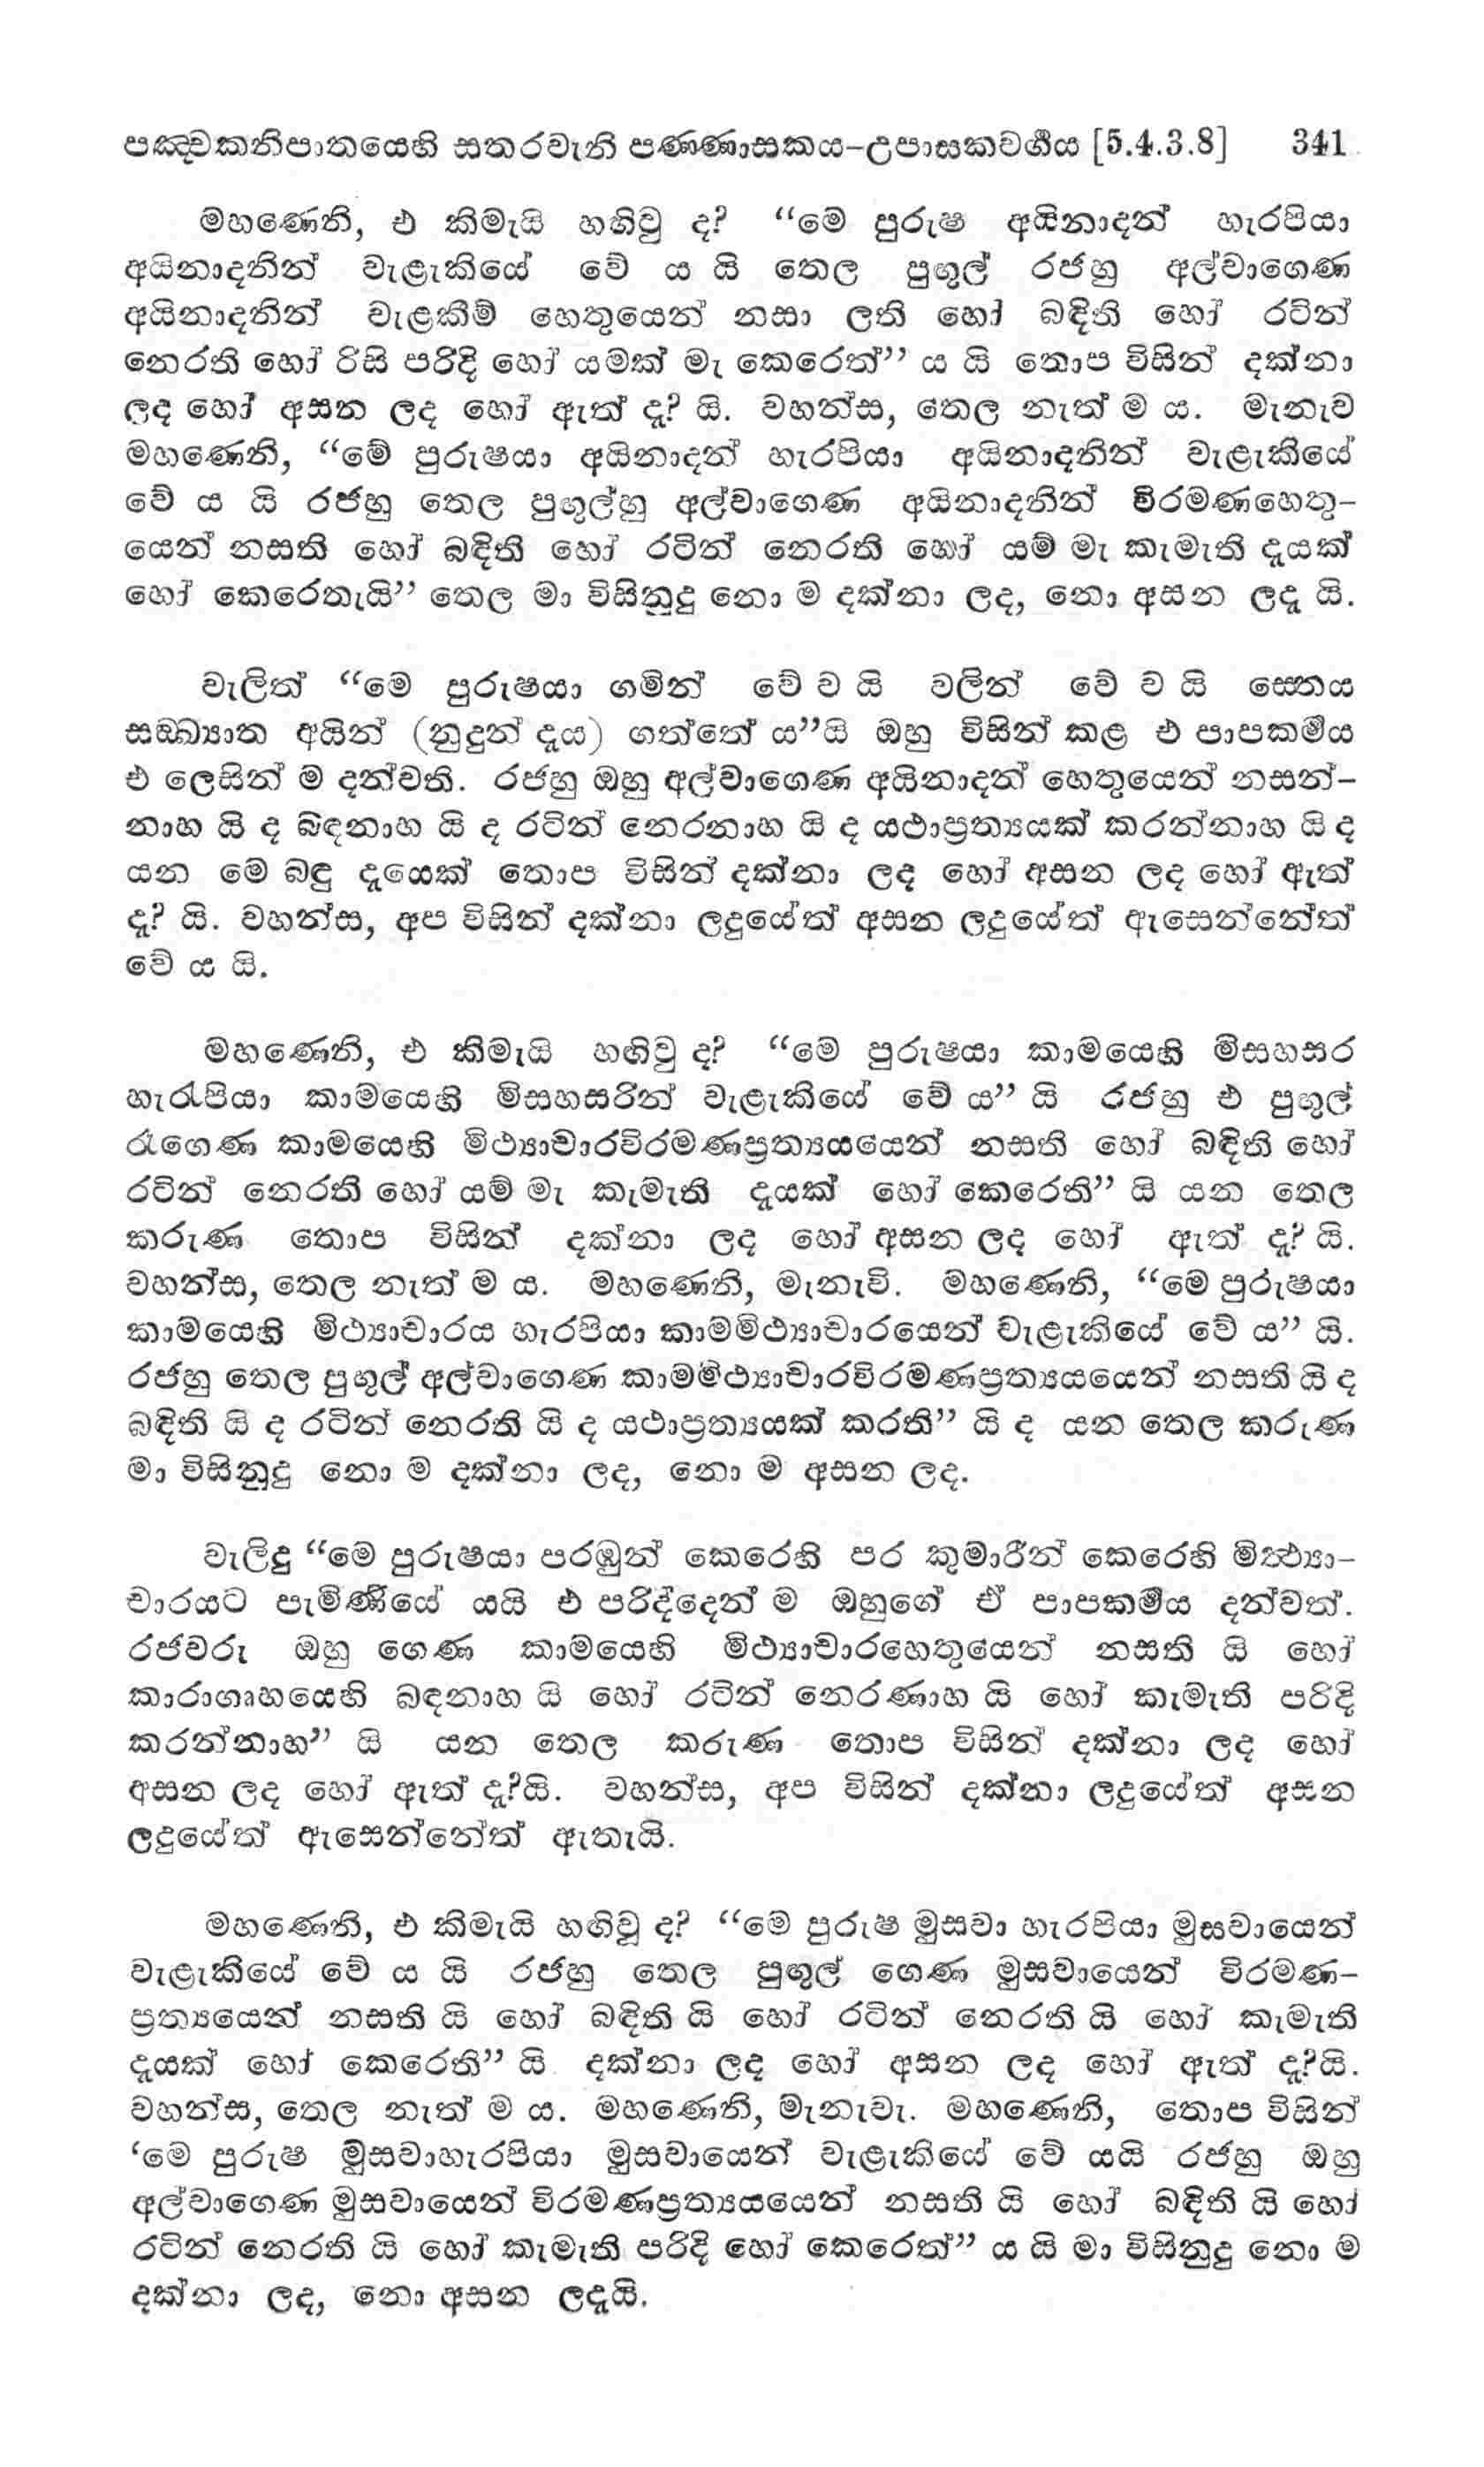 පඤ්චකනිපාතයෙහි සතරවැනි පණ්ණාසකය-උපාසකවර්‍ගය [5.4.3.8] 341
මහණෙනි, එ කිමැයි හඟිවු ද? “මෙ පුරුෂ අයිනාදන් හැරපියා
අයිනාදනින් වැළැකියේ වේ ය යි තෙල පුඟුල් රජහු අල්වාගෙණ
අයිනාදනින් වැළකීම් හෙතුයෙන් නසා ලති හෝ බඳිති හෝ රටින්
නෙරති හෝ රිසි පරිදි හෝ යමක් මැ කෙරෙත්” ය යි තොප විසින් දක්නා
ලද හෝ අසන ලද හෝ ඇත් දැ? යි. වහන්ස, තෙල නැත් ම ය. මැනැව
මහණෙනි, “මේ පුරුෂයා අයිනාදන් හැරපියා අයිනාදනින් වැළැකියේ
වේ ය යි රජහු තෙල පුඟුල්හු අල්වාගෙණ අයිනාදනින් විරමණහෙතු-
යෙන් නසති හෝ බඳිති හෝ රටින් නෙරති හෝ යම් මැ කැමැති දැයක්
හෝ කෙරෙතැයි” තෙල මා විසිනුදු නො ම දක්නා ලද, නො අසන ලදැ යි.
වැලිත් “මෙ පුරුෂයා ගමින් වේ ව යි වලින් වේ ව යි ස්තෙය
සඞ්ඛ්‍යාත අයින් (නුදුන් දැය) ගත්තේ ය”යි ඔහු විසින් කළ එ පාපකර්‍මය
එ ලෙසින් ම දන්වති. රජහු ඔහු අල්වාගෙණ අයිනාදන් හෙතුයෙන් නසන්-
නාහ යි ද බඳනාහ යි ද රටින් නෙරනාහ යි ද යථාප්‍රත්‍යයක් කරන්නාහ යි ද
යන මෙ බඳු දැයෙක් තොප විසින් දක්නා ලද හෝ අසන ලද හෝ ඇත්
දැ? යි. වහන්ස, අප විසින් දක්නා ලදුයේත් අසන ලදුයේත් ඇසෙන්නේත්
වේ ය යි.
මහණෙනි, එ කිමැයි හඟිවු ද? “මෙ පුරුෂයා කාමයෙහි මිසහසර
හැරැපියා කාමයෙහි මිසහසරින් වැළැකියේ වේ ය” යි රජහු එ පුඟුල්
රැගෙණ කාමයෙහි මිථ්‍යාචාරවිරමණප්‍රත්‍යයයෙන් නසති හෝ බඳිති හෝ
රටින් නෙරති හෝ යම් මැ කැමැති දැයක් හෝ කෙරෙති” යි යන තෙල
කරුණ තොප විසින් දක්නා ලද හෝ අසන ලද හෝ ඇත් දැ? යි.
වහන්ස, තෙල නැත් ම ය. මහණෙනි, මැනැවි. මහණෙනි, “මෙ පුරුෂයා
කාමයෙහි මිථ්‍යාචාරය හැරපියා කාමමිථ්‍යාචාරයෙන් වැළැකියේ වේ ය” යි.
රජහු තෙල පුඟුල් අල්වාගෙණ කාමමිථ්‍යාචාරවිරමණප්‍රත්‍යයයෙන් නසති යි ද
බඳිති යි ද රටින් නෙරති යි ද යථාප්‍රත්‍යයක් කරති” යි ද යන තෙල කරුණ
මා විසිනුදු නො ම දක්නා ලද, නො ම අසන ලද.
වැලිදු “මෙ පුරුෂයා පරඹුන් කෙරෙහි පර කුමාරීන් කෙරෙහි මිත්‍ථ්‍යා-
චාරයට පැමිණියේ යයි එ පරිද්දෙන් ම ඔහුගේ ඒ පාපකර්‍මය දන්වත්.
රජවරු ඔහු ගෙණ කාමයෙහි මිථ්‍යාචාරහෙතුයෙන් නසති යි හෝ
කාරාගෘහයෙහි බඳනාහ යි හෝ රටින් නෙරණාහ යි හෝ කැමැති පරිදි
කරන්නාහ” යි යන තෙල කරුණ තොප විසින් දක්නා ලද හෝ
අසන ලද හෝ ඇත් දැ?යි. වහන්ස, අප විසින් දක්නා ලදුයේත් අසන
ලදුයේත් ඇසෙන්නේත් ඇතැයි.
මහණෙනි, එ කිමැයි හඟිවූ ද? “මෙ පුරුෂ මුසවා හැරපියා මුසවායෙන්
වැළැකියේ වේ ය යි රජහු තෙල පුඟුල් ගෙණ මුසවායෙන් විරමණ-
ප්‍රත්‍යයෙන් නසති යි හෝ බඳිති යි හෝ රටින් නෙරති යි හෝ කැමැති
දැයක් හෝ කෙරෙති” යි දක්නා ලද හෝ අසන ලද හෝ ඇත් දැ?යි.
වහන්ස, තෙල නැත් ම ය. මහණෙනි, මැනැවැ. මහණෙනි, තොප විසින්
‘මෙ පුරුෂ මුසවාහැරපියා මුසවායෙන් වැළැකියේ වේ යයි රජහු ඔහු
අල්වාගෙණ මුසවායෙන් විරමණප්‍රත්‍යයයෙන් නසති යි හෝ බඳිති යි හෝ
රටින් නෙරති යි හෝ කැමැති පරිදි හෝ කෙරෙත්” ය යි මා විසිනුදු නො ම
දක්නා ලද, නො අසන ලදැයි.